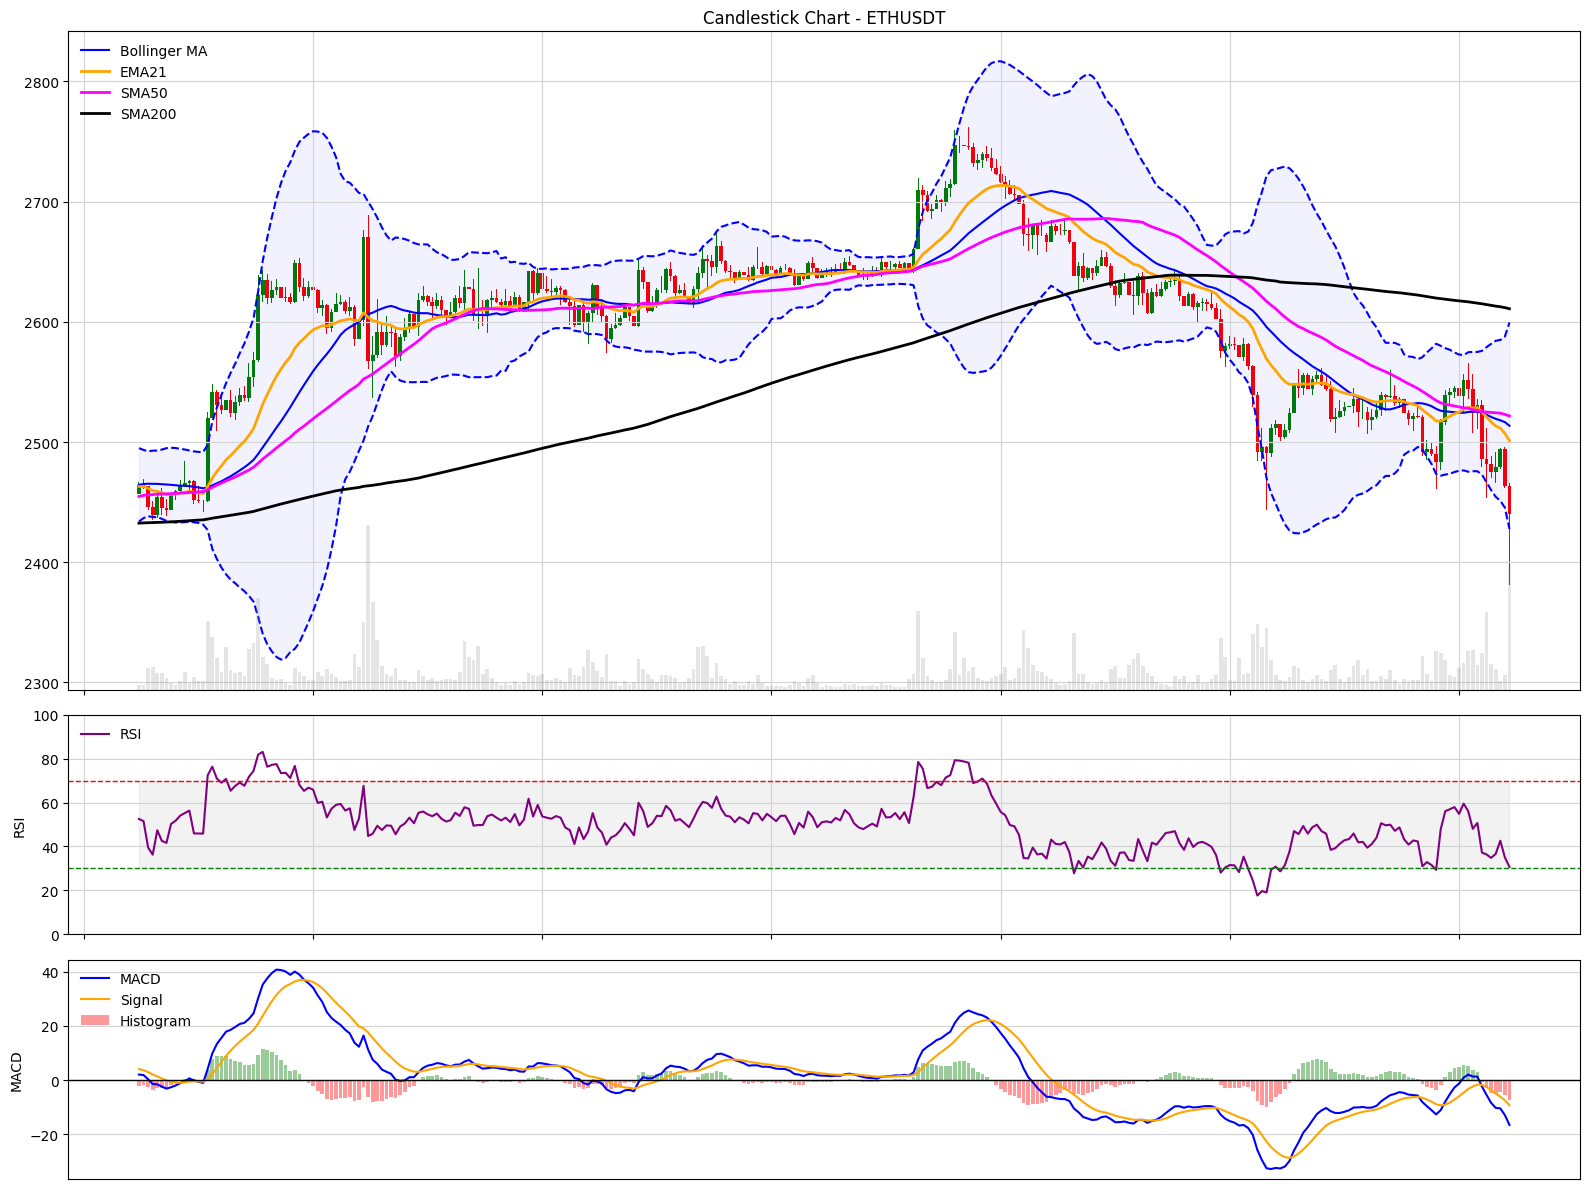 Candlestick Chart - ETHUSDT
Bollinger MA
EMA21
SMA50
SMA200
2800
2700
2600
2500
2400
2300
RSI
RSI
100
80
60
40
20
0
MACD
Signal
Histogram
MACD
40
20
0
−20